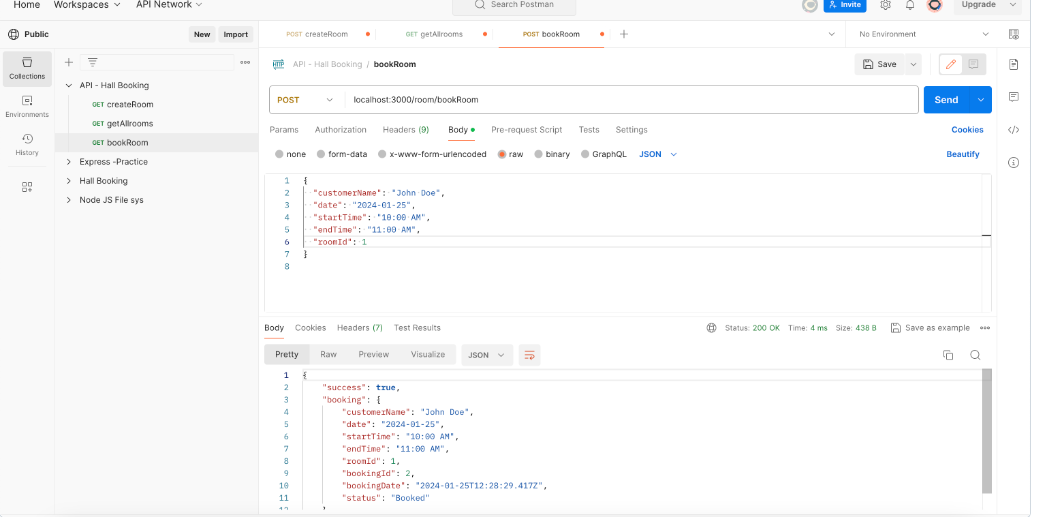 Home Workspaces API Network Search Postman Invite Upgrade
Public New Import POST createRoom GET getAllrooms POST bookRoom No Environment
Collections
API - Hall Booking / bookRoom Save
API - Hall Booking
GET createRoom
POST localhost:3000/room/bookRoom Send
Environments
GET getAllrooms
Params Authorization Headers (9) Body Pre-request Script Tests Settings Cookies
GET bookRoom
History
none form-data x-www-form-urlencoded raw binary GraphQL JSON Beautify
Express -Practice
Hall Booking
Node JS File sys
1 {
2 "customerName": "John Doe",
3 "date": "2024-01-25",
4 "startTime": "10:00 AM",
5 "endTime": "11:00 AM",
6 "roomId": 1
7 }
8
Body Cookies Headers (7) Test Results Status: 200 OK Time: 4 ms Size: 438 B Save as example
Pretty Raw Preview Visualize JSON
1 {
2 "success": true,
3 "booking": {
4 "customerName": "John Doe",
5 "date": "2024-01-25",
6 "startTime": "10:00 AM",
7 "endTime": "11:00 AM",
8 "roomId": 1,
9 "bookingId": 2,
10 "bookingDate": "2024-01-25T12:28:29.417Z",
11 "status": "Booked"
12